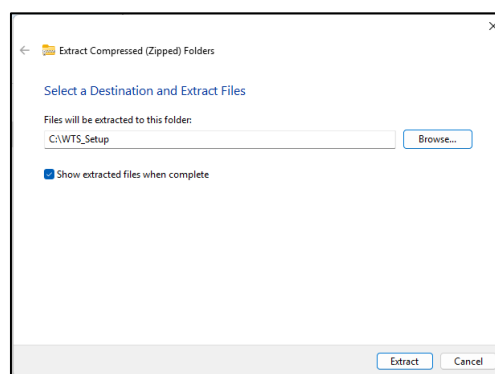 Extract Compressed (Zipped) Folders
Select a Destination and Extract Files
Files will be extracted to this folder:
C:\WTS_Setup
Browse...
Show extracted files when complete
Extract
Cancel